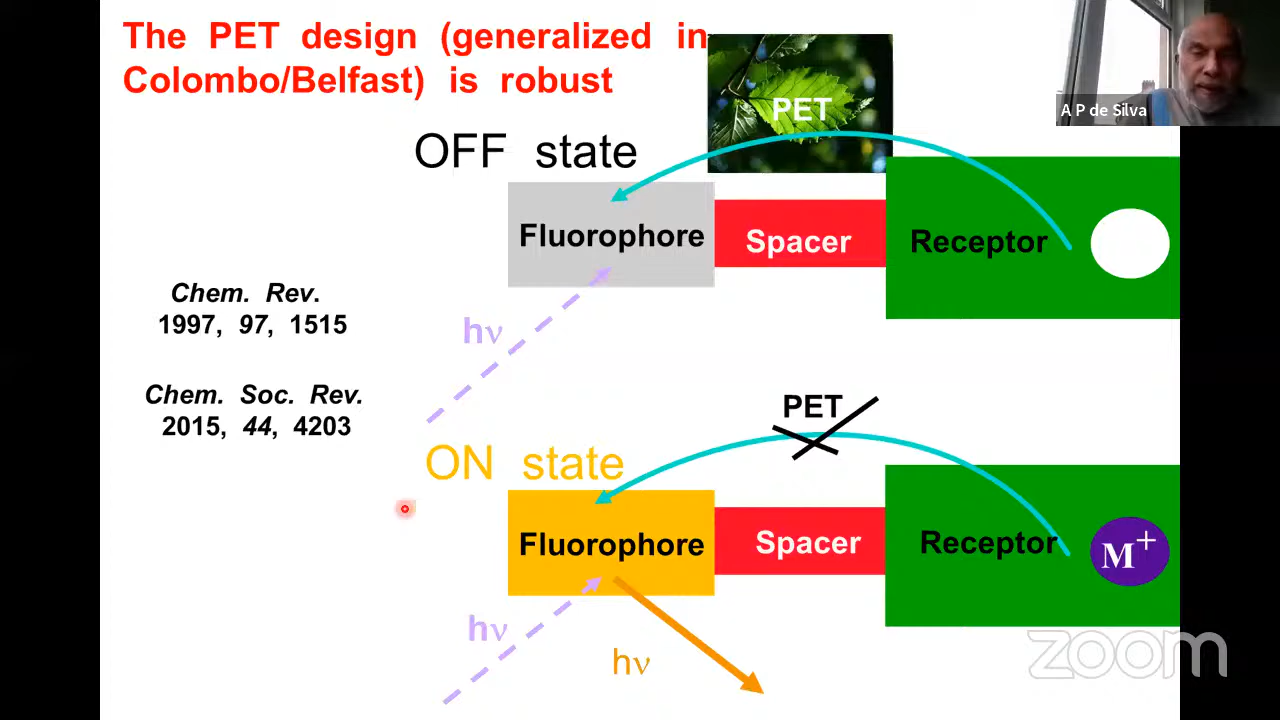 The PET design (generalized in
Colombo/Belfast) is robust
A P de Silva
PET
OFF state
Fluorophore
Spacer
Receptor
hν
Chem. Rev.
1997, 97, 1515
Chem. Soc. Rev.
2015, 44, 4203
PET
ON state
Fluorophore
Spacer
Receptor
M+
hν
hν
zoom